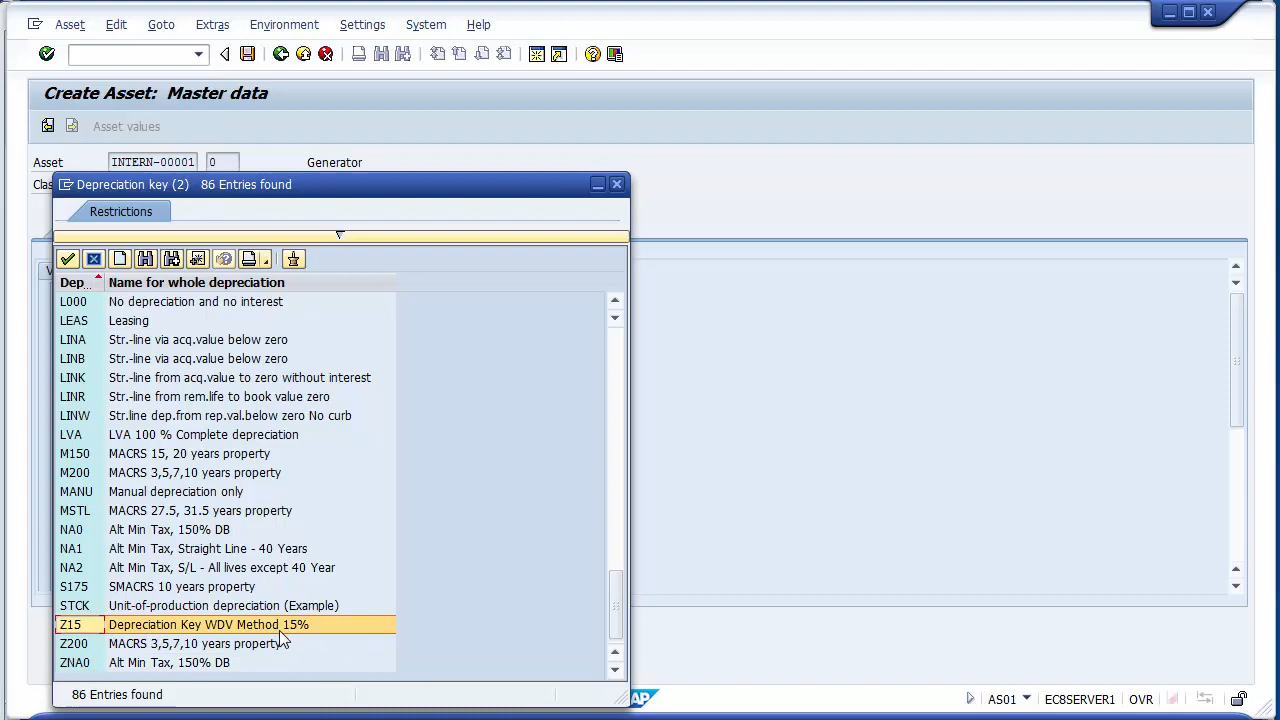 Asset Edit Goto Extras Environment Settings System Help
Create Asset: Master data
Asset values
Asset INTERN-00001 0 Generator
Clas
Depreciation key (2) 86 Entries found
Restrictions
Dep... Name for whole depreciation
L000 No depreciation and no interest
LEAS Leasing
LINA Str.-line via acq.value below zero
LINB Str.-line via acq.value below zero
LINK Str.-line from acq.value to zero without interest
LINR Str.-line from rem.life to book value zero
LINW Str.line dep.from rep.val.below zero No curb
LVA LVA 100 % Complete depreciation
M150 MACRS 15, 20 years property
M200 MACRS 3,5,7,10 years property
MANU Manual depreciation only
MSTL MACRS 27.5, 31.5 years property
NA0 Alt Min Tax, 150% DB
NA1 Alt Min Tax, Straight Line - 40 Years
NA2 Alt Min Tax, S/L - All lives except 40 Year
S175 SMACRS 10 years property
STCK Unit-of-production depreciation (Example)
Z15 Depreciation Key WDV Method 15%
Z200 MACRS 3,5,7,10 years property
ZNA0 Alt Min Tax, 150% DB
86 Entries found
SAP AS01 EC8SERVER1 OVR